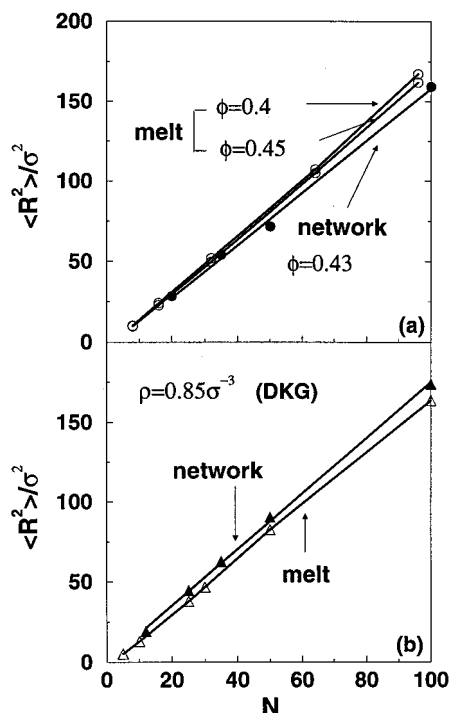 200
150
100
50
0
<R²>/σ²
melt
φ=0.4
φ=0.45
network
φ=0.43
(a)
150
100
50
0
<R²>/σ²
ρ=0.85σ⁻³ (DKG)
network
melt
(b)
0 20 40 60 80 100
N